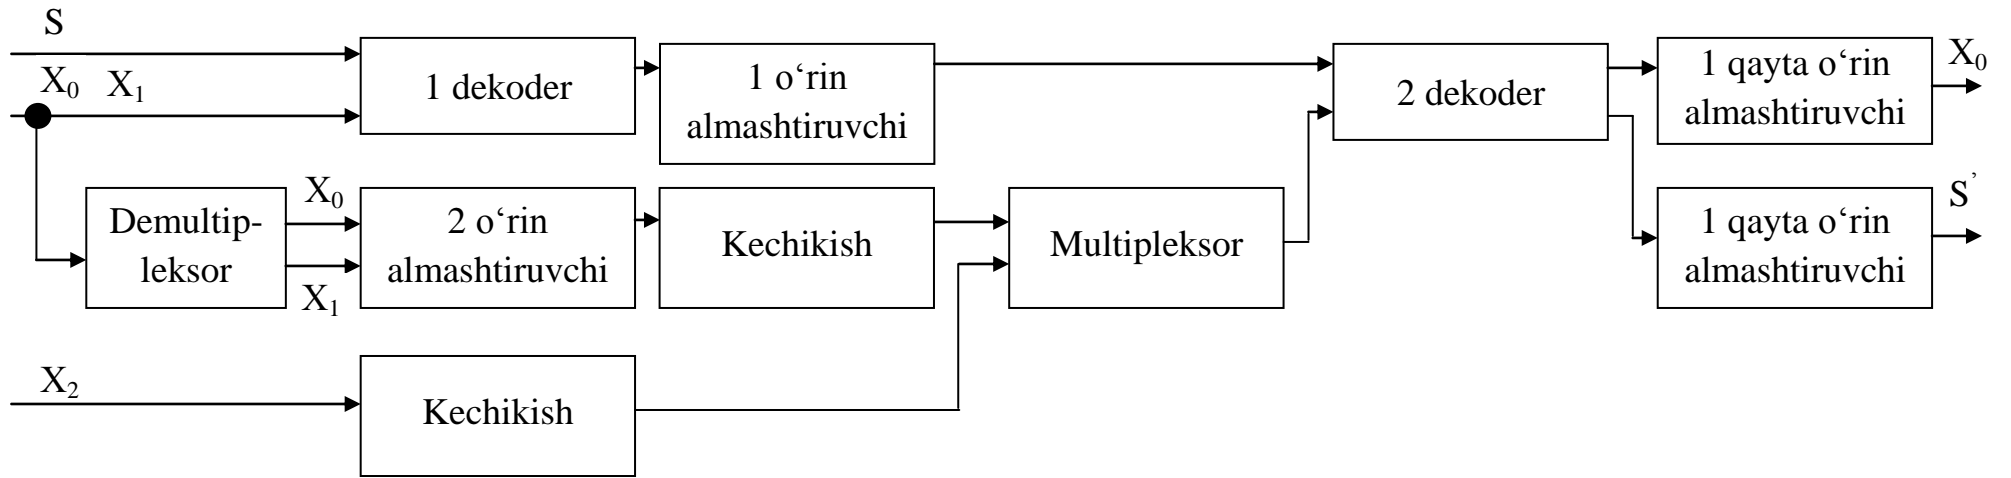 S
X₀ X₁
1 dekoder
1 o‘rin
almashtiruvchi
2 dekoder
1 qayta o‘rin
almashtiruvchi
X₀
Demultip-
leksor
X₀
X₁
2 o‘rin
almashtiruvchi
Kechikish
Multipleksor
1 qayta o‘rin
almashtiruvchi
S’
X₂
Kechikish